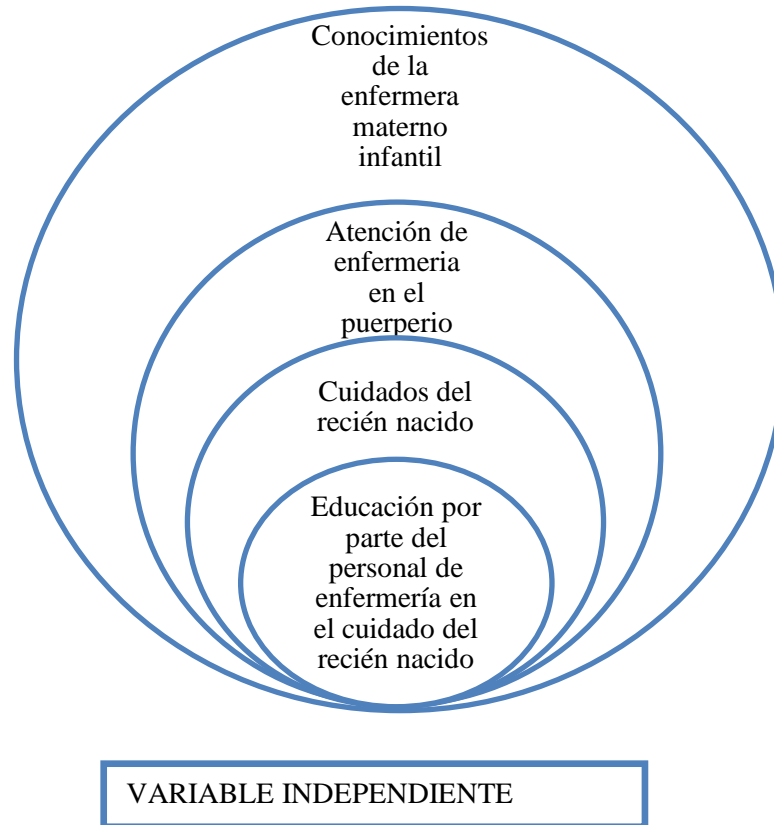 Conocimientos
de la
enfermera
materno
infantil
Atención de
enfermeria
en el
puerperio
Cuidados del
recién nacido
Educación por
parte del
personal de
enfermería en
el cuidado del
recién nacido
VARIABLE INDEPENDIENTE